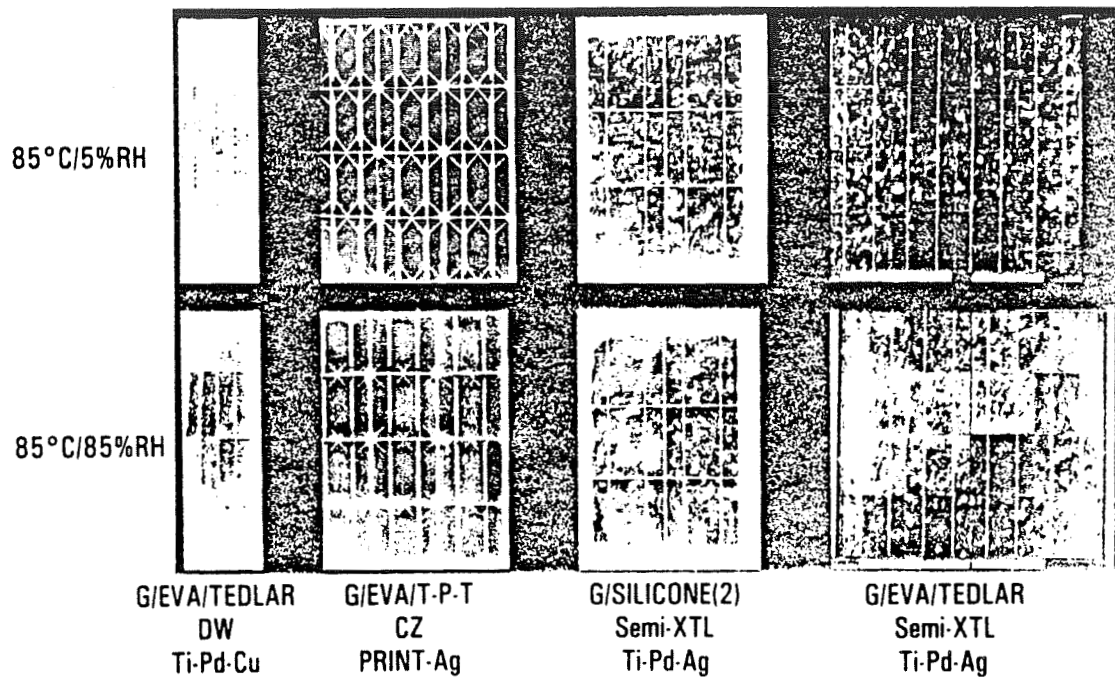 85°C/5%RH
85°C/85%RH
G/EVA/TEDLAR
DW
Ti-Pd-Cu
G/EVA/T-P-T
CZ
PRINT-Ag
G/SILICONE(2)
Semi-XTL
Ti-Pd-Ag
G/EVA/TEDLAR
Semi-XTL
Ti-Pd-Ag